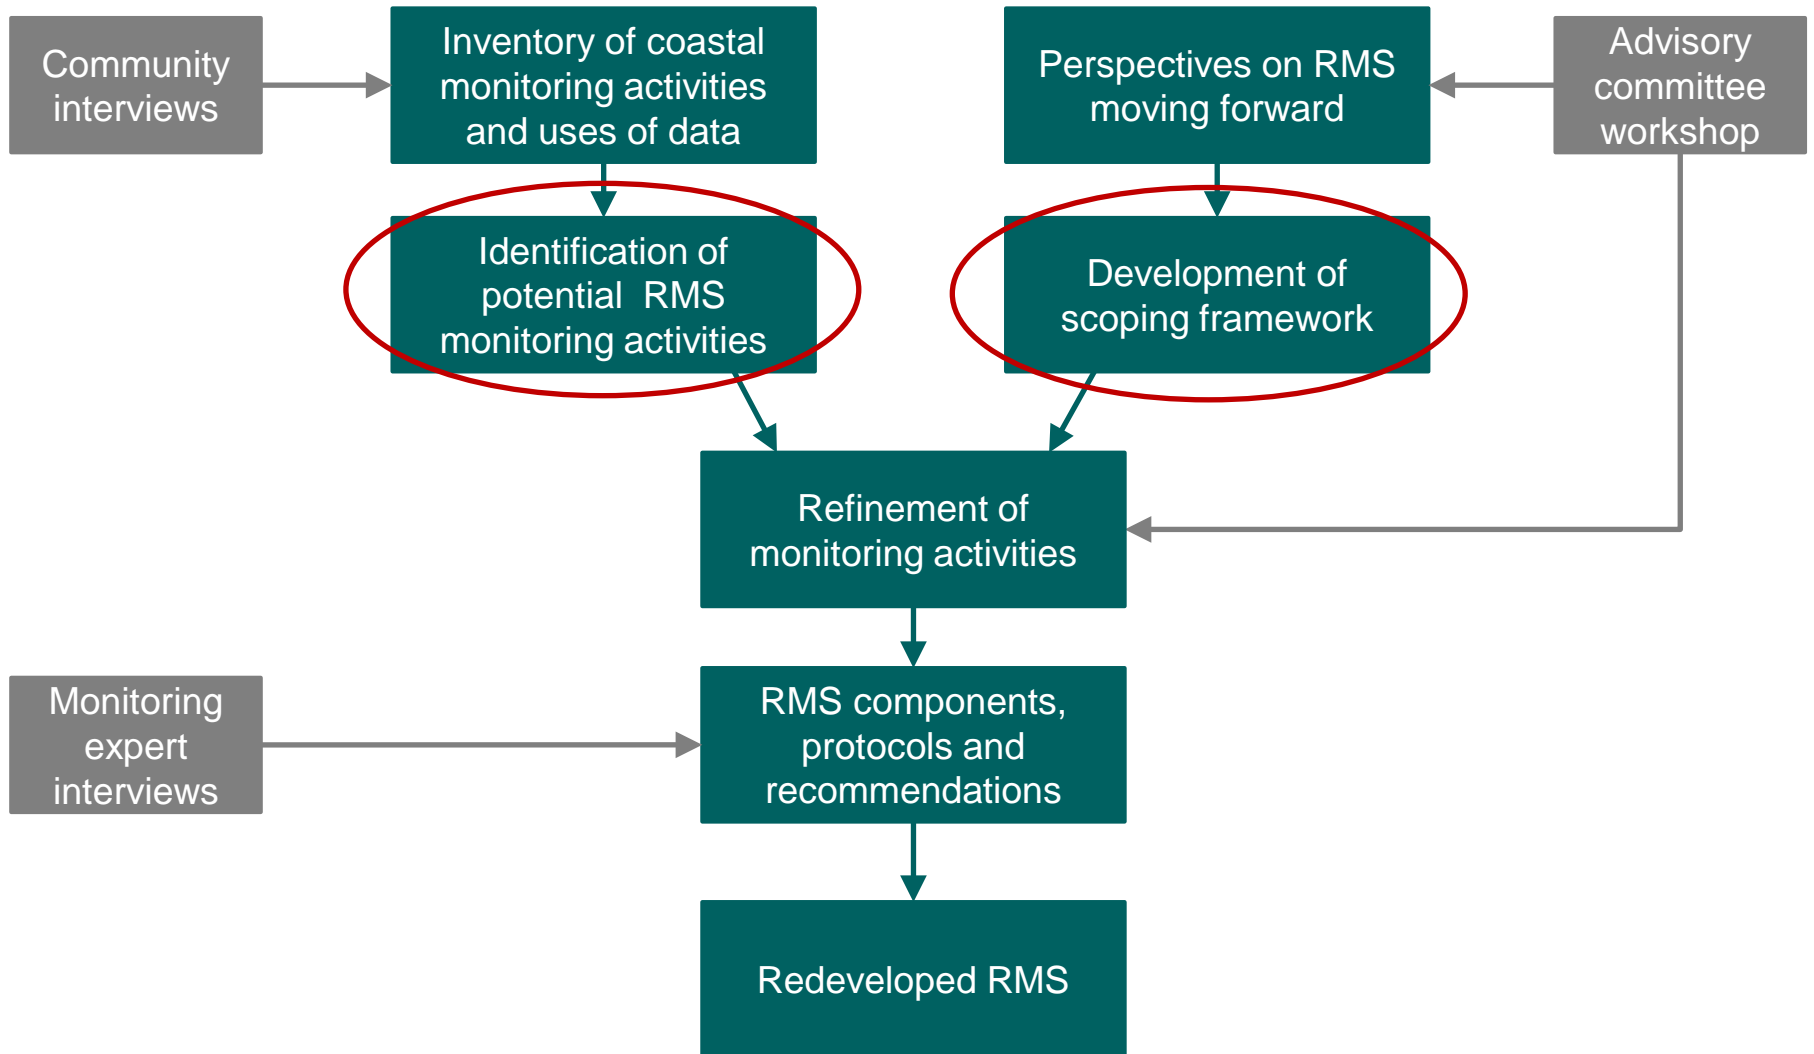 Community
interviews
Inventory of coastal
monitoring activities
and uses of data
Perspectives on RMS
moving forward
Advisory
committee
workshop
Identification of
potential  RMS
monitoring activities
Development of
scoping framework
Refinement of
monitoring activities
Monitoring
expert
interviews
RMS components,
protocols and
recommendations
Redeveloped RMS